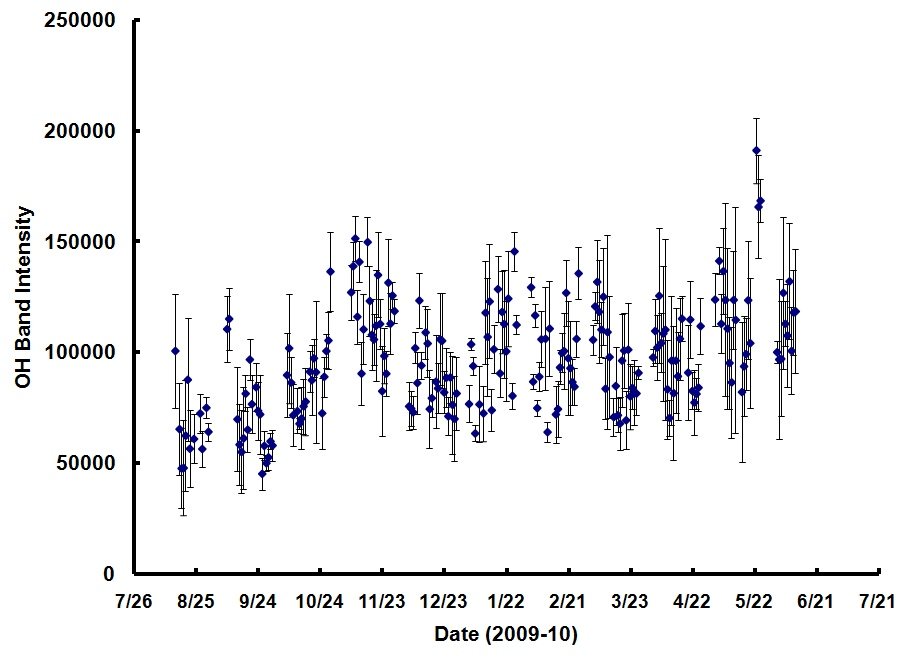 250000
200000
150000
100000
50000
0
OH Band Intensity
7/26 8/25 9/24 10/24 11/23 12/23 1/22 2/21 3/23 4/22 5/22 6/21 7/21
Date (2009-10)